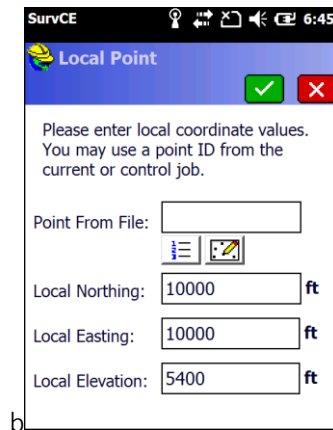 SurvCE 6:45
Local Point
Please enter local coordinate values.
You may use a point ID from the
current or control job.
Point From File:
Local Northing: 10000 ft
Local Easting: 10000 ft
Local Elevation: 5400 ft
b